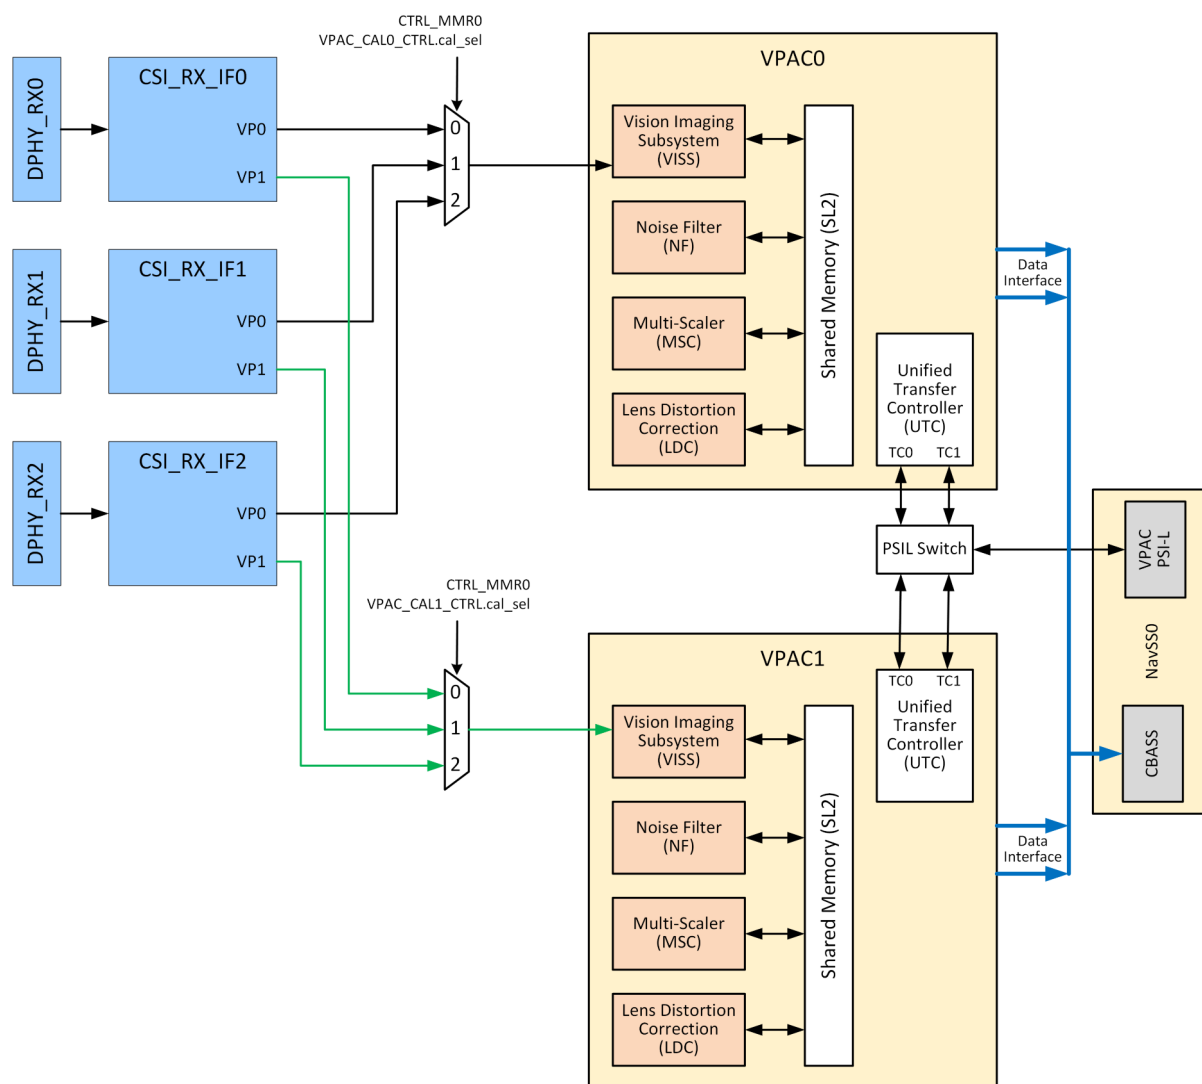 CTRL_MMR0
VPAC_CAL0_CTRL.cal_sel
DPHY_RX0
CSI_RX_IF0
VP0
VP1
0
1
2
DPHY_RX1
CSI_RX_IF1
VP0
VP1
DPHY_RX2
CSI_RX_IF2
VP0
VP1
VPAC0
Vision Imaging
Subsystem
(VISS)
Noise Filter
(NF)
Multi-Scaler
(MSC)
Lens Distortion
Correction
(LDC)
Shared Memory (SL2)
Unified
Transfer
Controller
(UTC)
TC0 TC1
Data
Interface
PSIL Switch
VPAC
PSI-L
NavSS0
CBASS
CTRL_MMR0
VPAC_CAL1_CTRL.cal_sel
0
1
2
VPAC1
TC0 TC1
Unified
Transfer
Controller
(UTC)
Vision Imaging
Subsystem
(VISS)
Noise Filter
(NF)
Multi-Scaler
(MSC)
Lens Distortion
Correction
(LDC)
Shared Memory (SL2)
Data
Interface